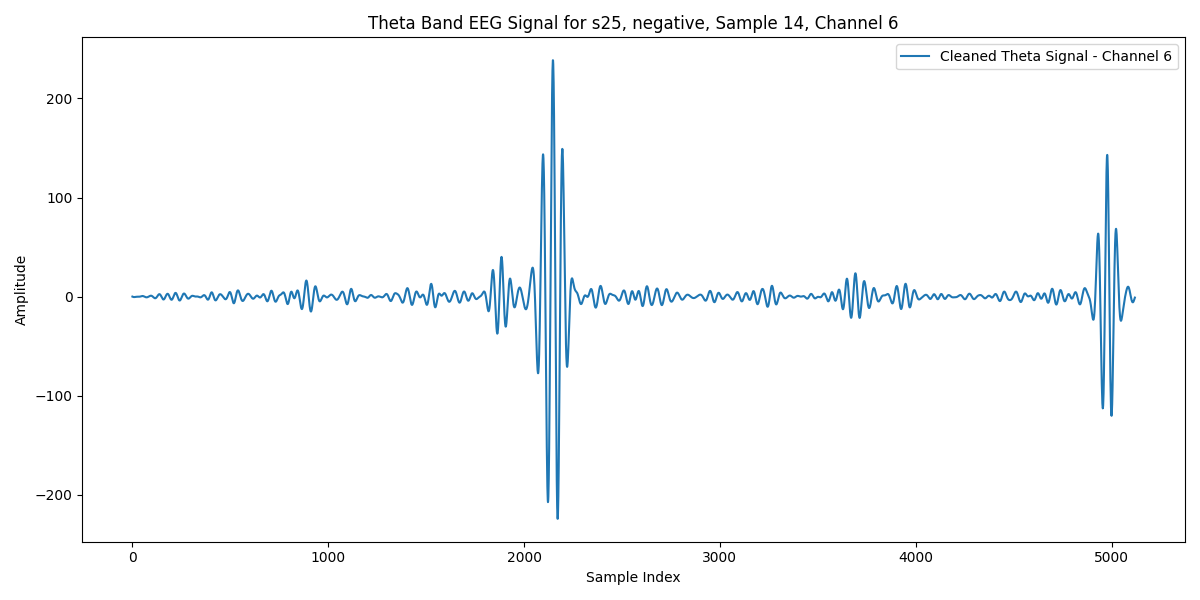 Theta Band EEG Signal for s25, negative, Sample 14, Channel 6
Cleaned Theta Signal - Channel 6
200
100
0
−100
−200
Amplitude
0 1000 2000 3000 4000 5000
Sample Index